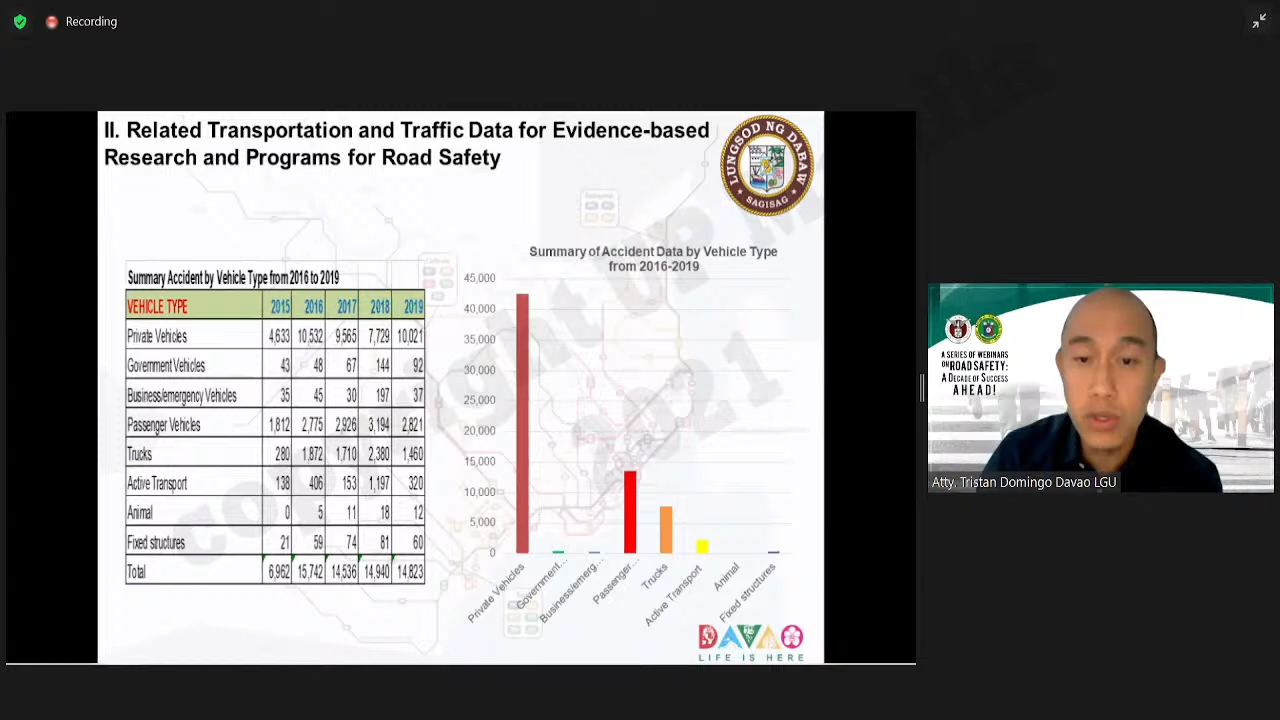 Recording
II. Related Transportation and Traffic Data for Evidence-based
Research and Programs for Road Safety
LUNGSOD NG DABAW
SAGISAG
Summary Accident by Vehicle Type from 2016 to 2019
VEHICLE TYPE 2015 2016 2017 2018 2019
Private Vehicles 4,633 10,532 9,565 7,729 10,021
Government Vehicles 43 48 67 144 92
Business/emergency Vehicles 35 45 30 197 37
Passenger Vehicles 1,812 2,775 2,926 3,194 2,821
Trucks 280 1,872 1,710 2,380 1,460
Active Transport 138 406 153 1,197 320
Animal 0 5 11 18 12
Fixed structures 21 59 74 81 60
Total 6,962 15,742 14,536 14,940 14,823
Summary of Accident Data by Vehicle Type
from 2016-2019
45,000
40,000
35,000
30,000
25,000
20,000
15,000
10,000
5,000
0
Private Vehicles
Government...
Business/emerg...
Passenger...
Trucks
Active Transport
Animal
Fixed structures
DAVAO
LIFE IS HERE
A SERIES OF WEBINARS
ON ROAD SAFETY:
A DECADE OF SUCCESS
AHEAD!
Atty. Tristan Domingo Davao LGU